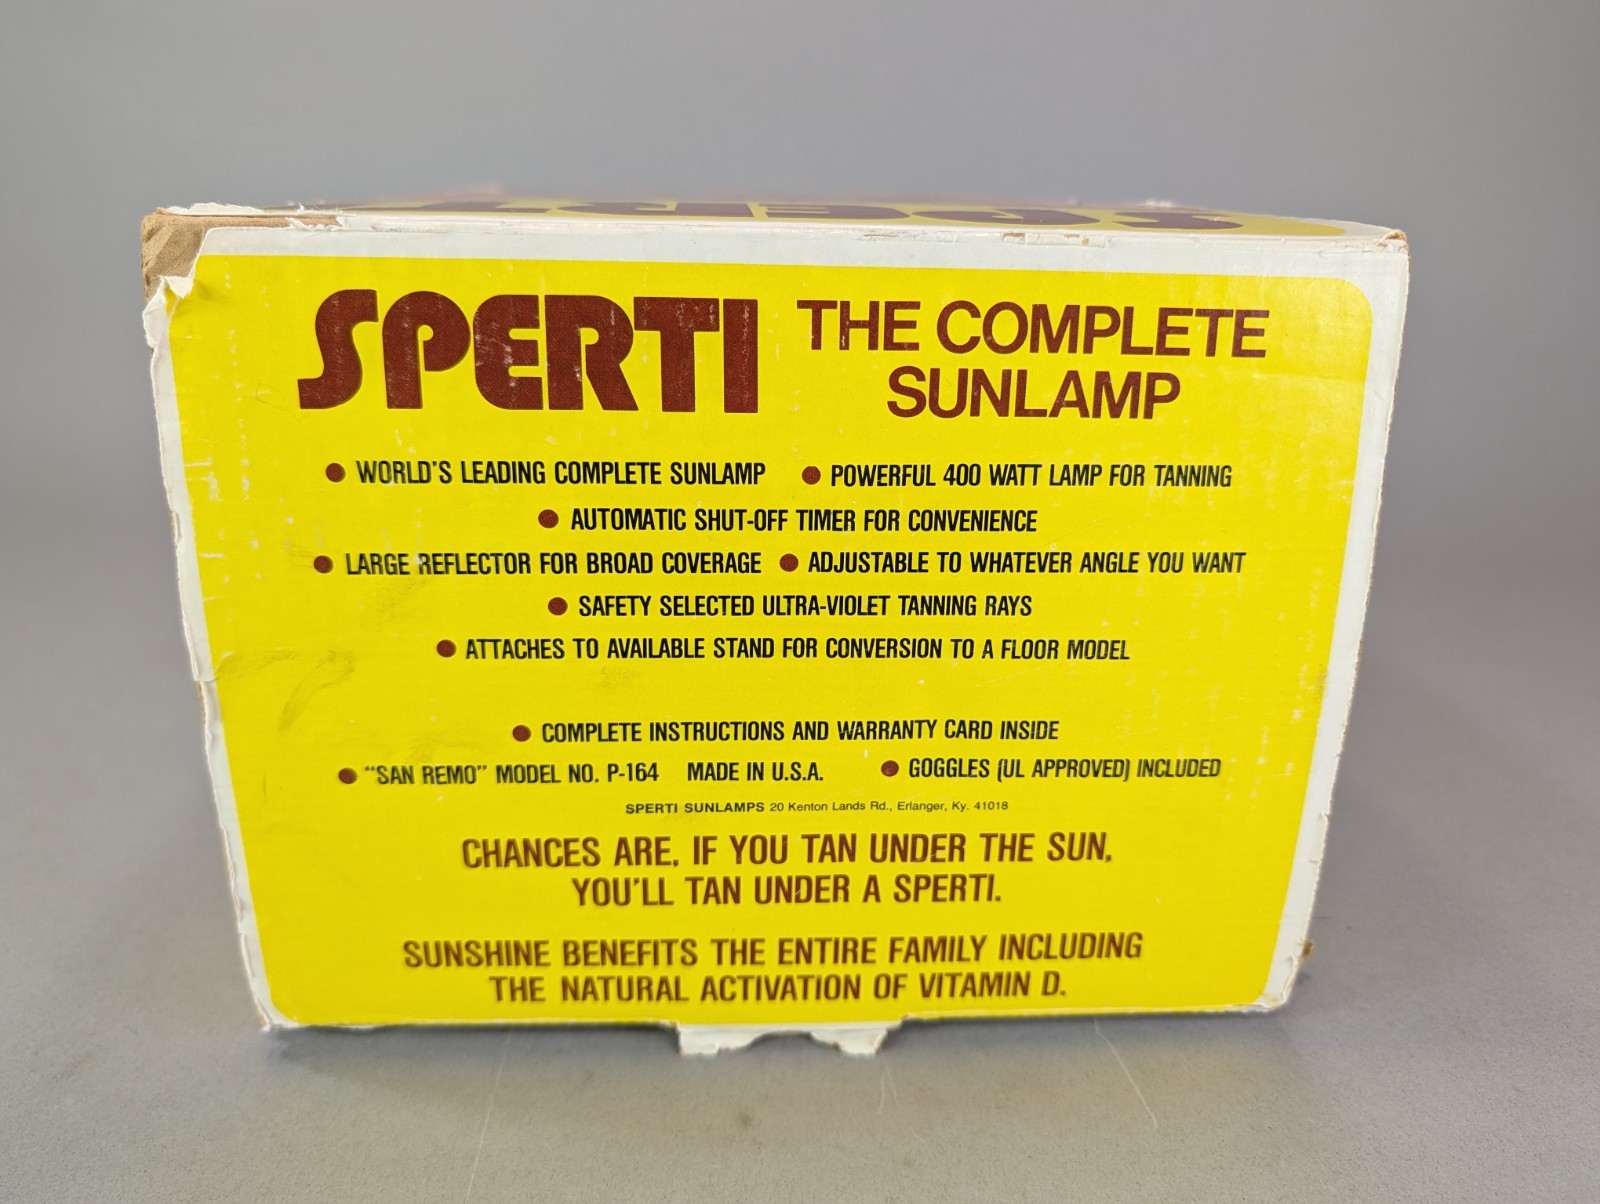 SPERTI
SPERTI THE COMPLETE
SUNLAMP
● WORLD'S LEADING COMPLETE SUNLAMP ● POWERFUL 400 WATT LAMP FOR TANNING
● AUTOMATIC SHUT-OFF TIMER FOR CONVENIENCE
● LARGE REFLECTOR FOR BROAD COVERAGE ● ADJUSTABLE TO WHATEVER ANGLE YOU WANT
● SAFETY SELECTED ULTRA-VIOLET TANNING RAYS
● ATTACHES TO AVAILABLE STAND FOR CONVERSION TO A FLOOR MODEL
● COMPLETE INSTRUCTIONS AND WARRANTY CARD INSIDE
● "SAN REMO" MODEL NO. P-164 MADE IN U.S.A. ● GOGGLES (UL APPROVED) INCLUDED
SPERTI SUNLAMPS 20 Kenton Lands Rd., Erlanger, Ky. 41018
CHANCES ARE, IF YOU TAN UNDER THE SUN,
YOU'LL TAN UNDER A SPERTI.
SUNSHINE BENEFITS THE ENTIRE FAMILY INCLUDING
THE NATURAL ACTIVATION OF VITAMIN D.